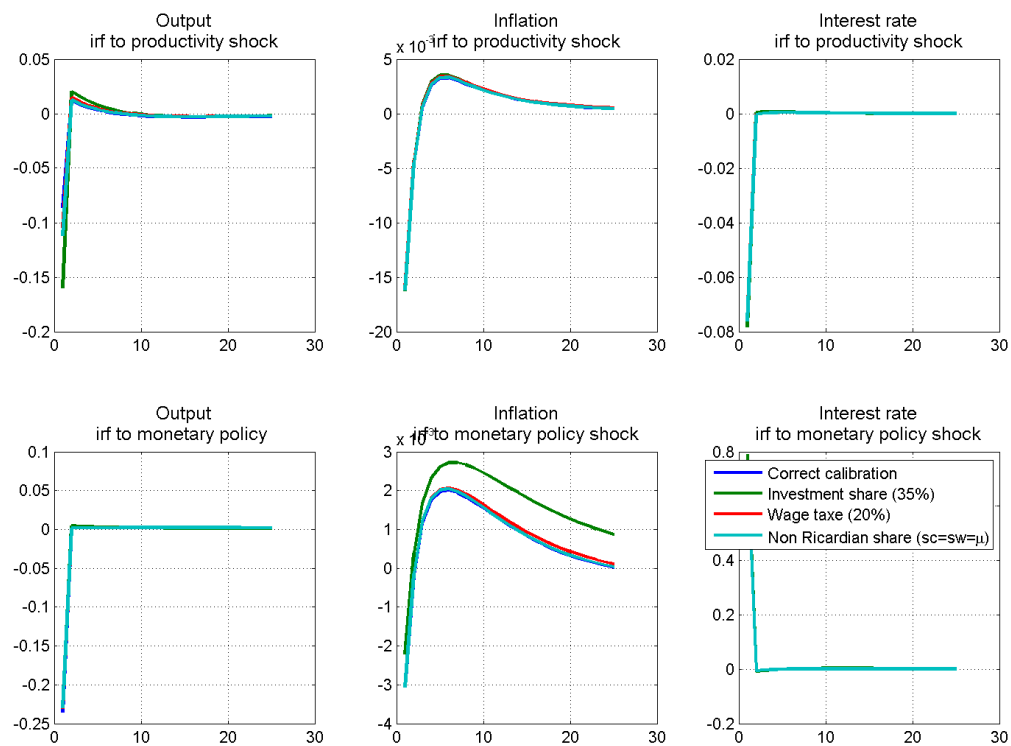 Output
irf to productivity shock
Inflation
x 10⁻³ irf to productivity shock
Interest rate
irf to productivity shock
0.05
0
-0.05
-0.1
-0.15
-0.2
0 10 20 30
5
0
-5
-10
-15
-20
0 10 20 30
0.02
0
-0.02
-0.04
-0.06
-0.08
0 10 20 30
Output
irf to monetary policy
Inflation
x 10⁻³ irf to monetary policy shock
Interest rate
irf to monetary policy shock
0.1
0.05
0
-0.05
-0.1
-0.15
-0.2
-0.25
0 10 20 30
3
2
1
0
-1
-2
-3
-4
0 10 20 30
0.8
Correct calibration
Investment share (35%)
Wage taxe (20%)
Non Ricardian share (sc=sw=μ)
0.4
0.2
0
-0.2
0 10 20 30